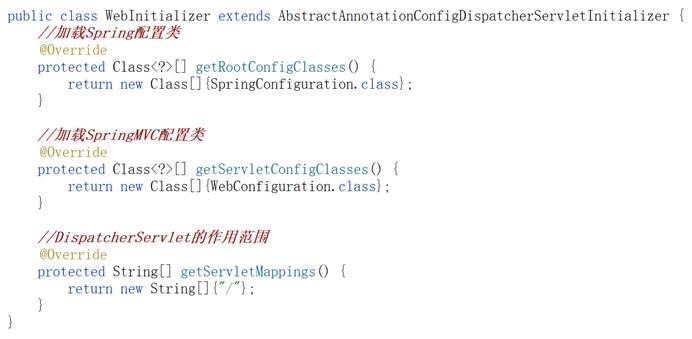 public class WebInitializer extends AbstractAnnotationConfigDispatcherServletInitializer {
    //加载Spring配置类
    @Override
    protected Class<?>[] getRootConfigClasses() {
        return new Class[]{SpringConfiguration.class};
    }
    //加载SpringMVC配置类
    @Override
    protected Class<?>[] getServletConfigClasses() {
        return new Class[]{WebConfiguration.class};
    }
    //DispatcherServlet的作用范围
    @Override
    protected String[] getServletMappings() {
        return new String[]{"/"};
    }
}